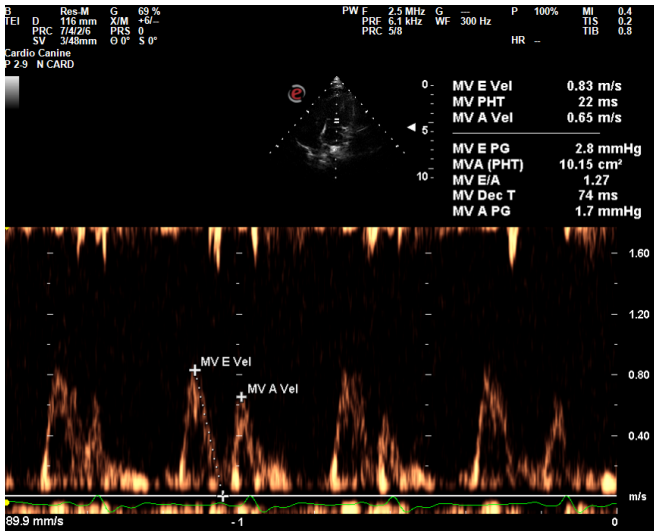 B Res-M G 69 % PW F 2.5 MHz G --- P 100% MI 0.4
TEI D 116 mm X/M +6/-- PRF 6.1 kHz WF 300 Hz TIS 0.2
PRC 7/4/2/6 PRS 0 PRC 5/8 TIB 0.8
SV 3/48mm Θ 0° S 0° HR --
Cardio Canine
P 2-9 N CARD
e
0
5
10
MV E Vel 0.83 m/s
MV PHT 22 ms
MV A Vel 0.65 m/s
MV E PG 2.8 mmHg
MVA (PHT) 10.15 cm²
MV E/A 1.27
MV Dec T 74 ms
MV A PG 1.7 mmHg
1.60
1.20
0.80
MV E Vel
MV A Vel
0.40
m/s
89.9 mm/s -1 0